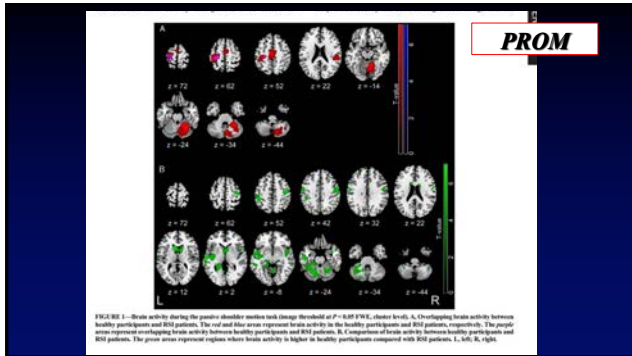 PROM
A
z = 72
z = 62
z = 52
z = 22
z = -14
z = -24
z = -34
z = -44
T-value
B
z = 72
z = 62
z = 52
z = 42
z = 32
z = 22
z = 12
z = 2
z = -8
z = -24
z = -34
z = -44
T-value
L
R
FIGURE 1—Brain activity during the passive shoulder motion task (image threshold at P < 0.05 FWE, cluster level). A, Overlapping brain activity between
healthy participants and RSI patients. The red and blue areas represent brain activity in the healthy participants and RSI patients, respectively. The purple
areas represent overlapping brain activity between healthy participants and RSI patients. B, Comparison of brain activity between healthy participants and
RSI patients. The green areas represent regions where brain activity is higher in healthy participants compared with RSI patients. L, left; R, right.